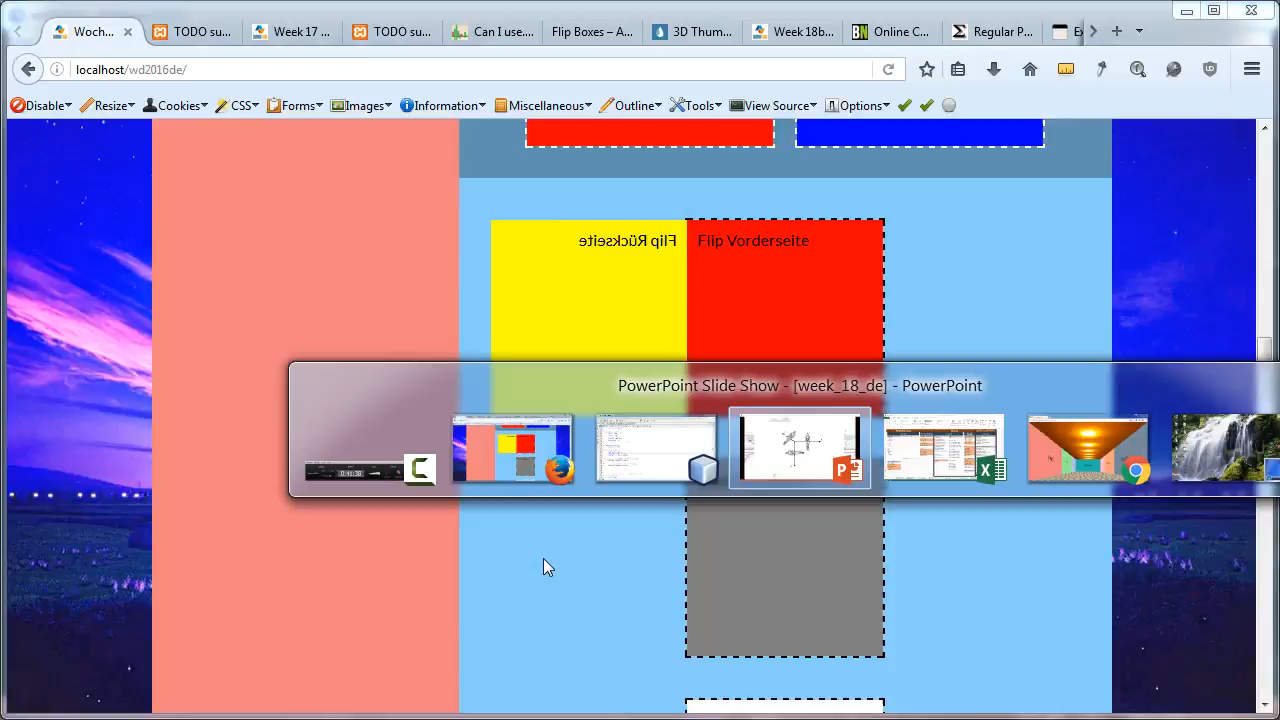 Woch...
TODO su...
Week 17 ...
TODO su...
Can I use...
Flip Boxes – A...
3D Thum...
Week 18b...
Online C...
Regular P...
localhost/wd2016de/
Disable Resize Cookies CSS Forms Images Information Miscellaneous Outline Tools View Source Options
Flip Rückseite Flip Vorderseite
PowerPoint Slide Show - [week_18_de] - PowerPoint